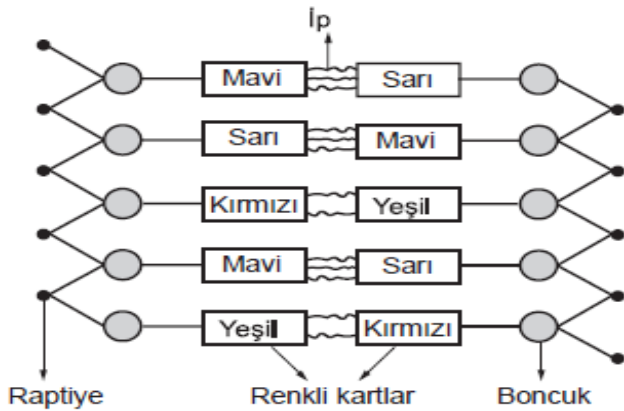 İp
Mavi Sarı
Sarı Mavi
Kırmızı Yeşil
Mavi Sarı
Yeşil Kırmızı
Raptiye Renkli kartlar Boncuk